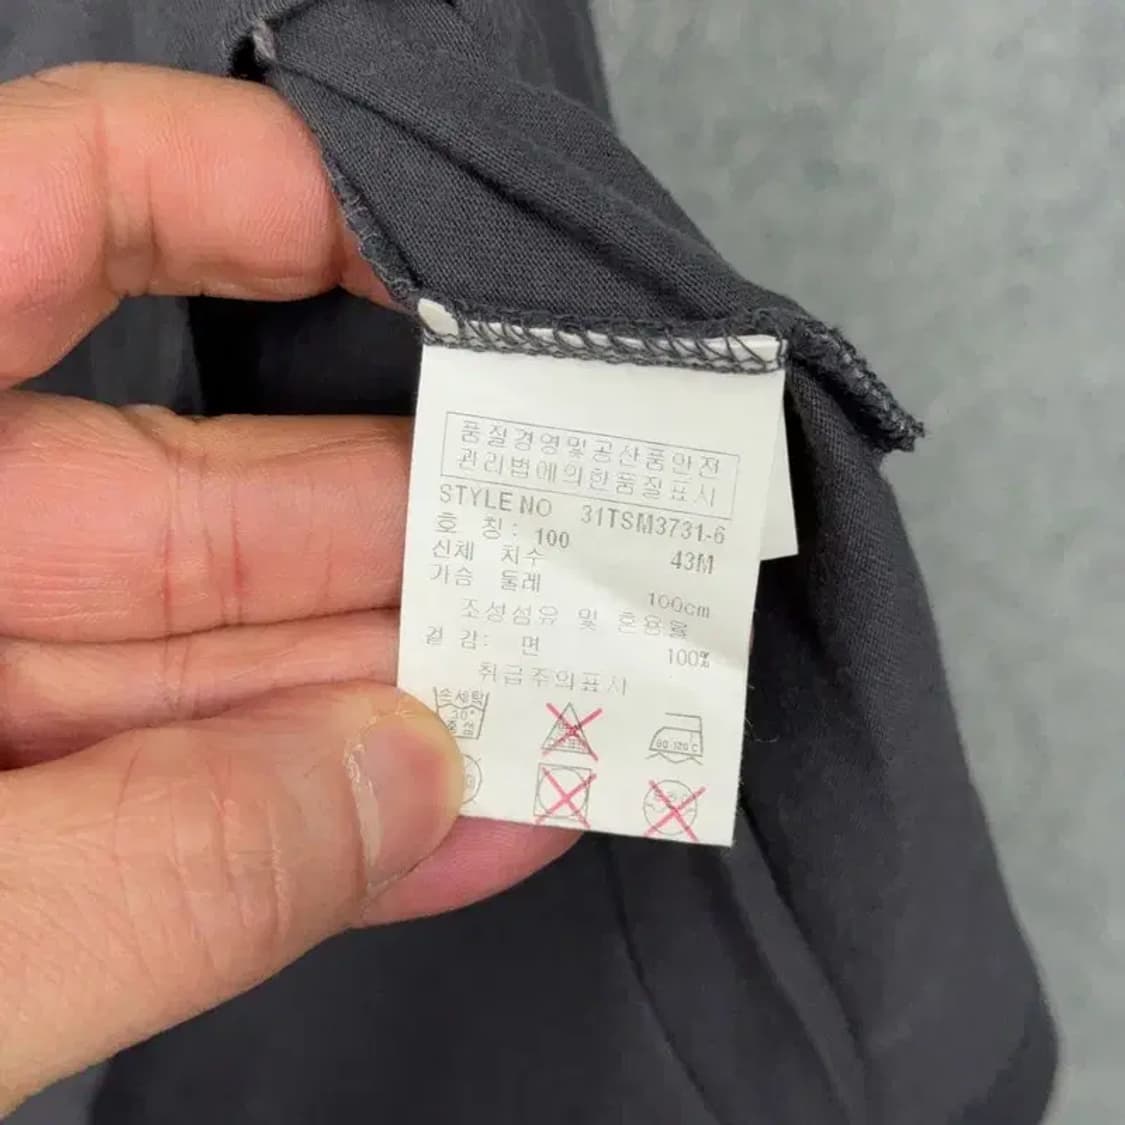 품질경영및공산품안전
관리법에의한품질표시
STYLE NO 31TSM3731-6
호 칭: 100 43M
신체 치수
가슴 둘레 100cm
조성섬유 및 혼용율
겉 감: 면 100%
취급주의표시
손세탁
30°
중성
80-120°C